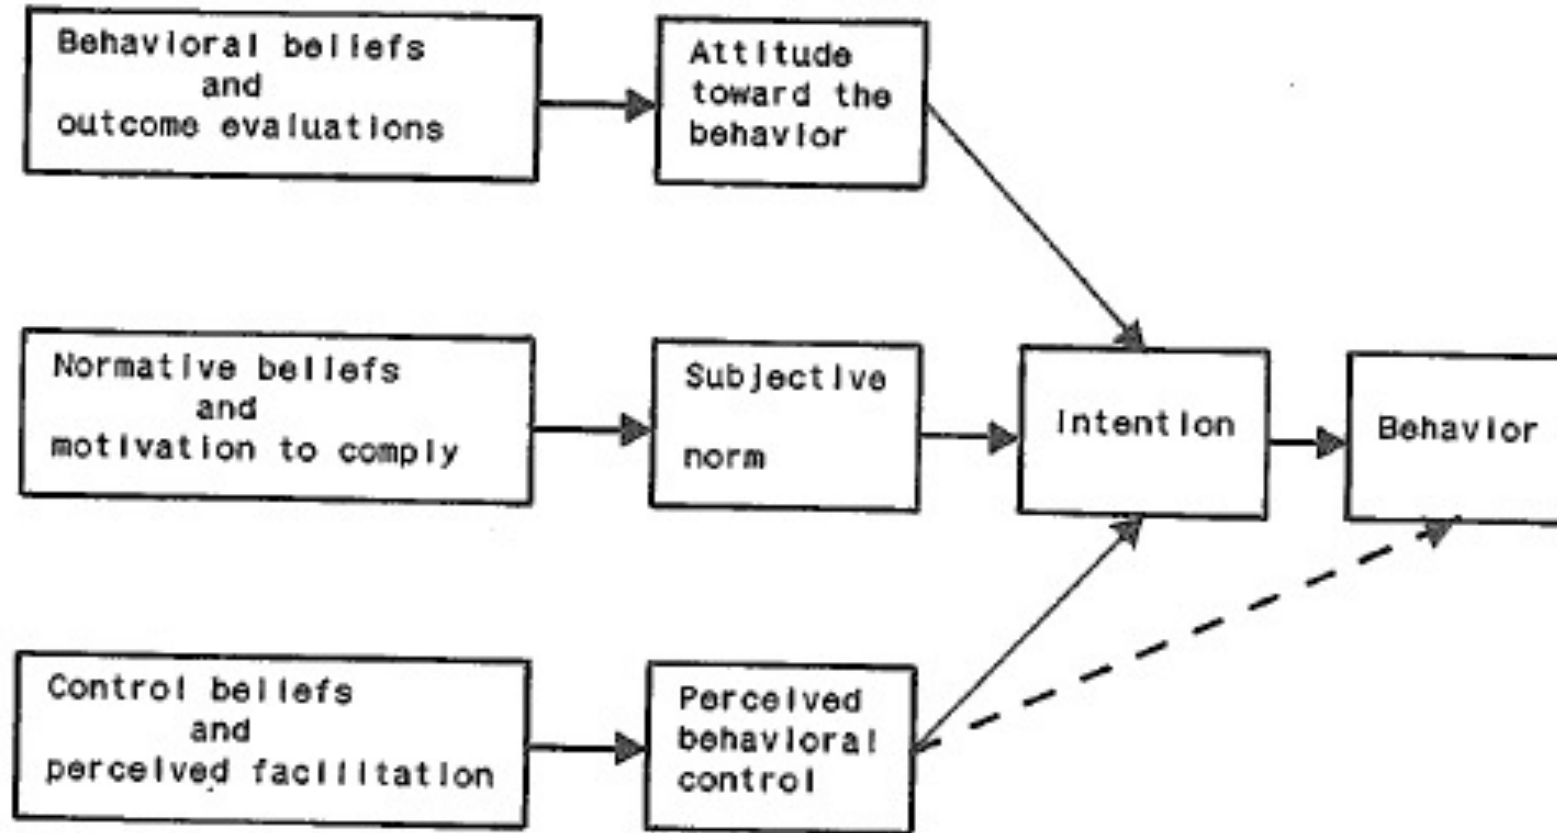 Behavioral beliefs
and
outcome evaluations
Attitude
toward the
behavior
Normative beliefs
and
motivation to comply
Subjective
norm
Intention
Behavior
Control beliefs
and
perceived facilitation
Perceived
behavioral
control